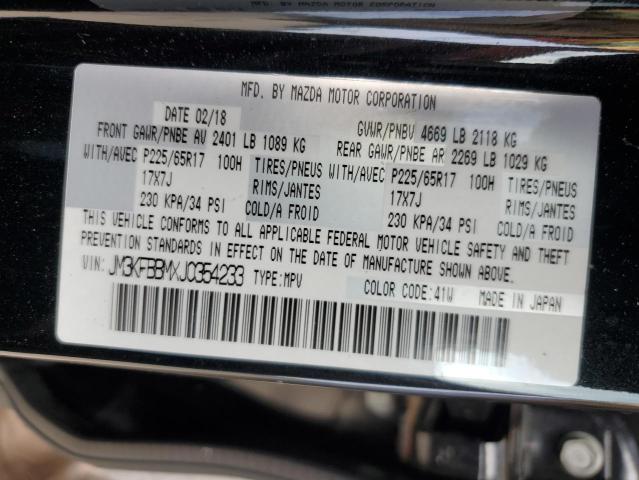 MFD. BY MAZDA MOTOR CORPORATION
DATE 02/18 GVWR/PNBV 4669 LB 2118 KG
FRONT GAWR/PNBE AV 2401 LB 1089 KG REAR GAWR/PNBE AR 2269 LB 1029 KG
WITH/AVEC P225/65R17 100H TIRES/PNEUS WITH/AVEC P225/65R17 100H TIRES/PNEUS
17X7J RIMS/JANTES 17X7J RIMS/JANTES
230 KPA/34 PSI COLD/A FROID 230 KPA/34 PSI COLD/A FROID
THIS VEHICLE CONFORMS TO ALL APPLICABLE FEDERAL MOTOR VEHICLE SAFETY AND THEFT
PREVENTION STANDARDS IN EFFECT ON THE DATE OF MANUFACTURE SHOWN ABOVE.
VIN: JM3KFBBMXJ0354233 TYPE:MPV COLOR CODE:41W MADE IN JAPAN